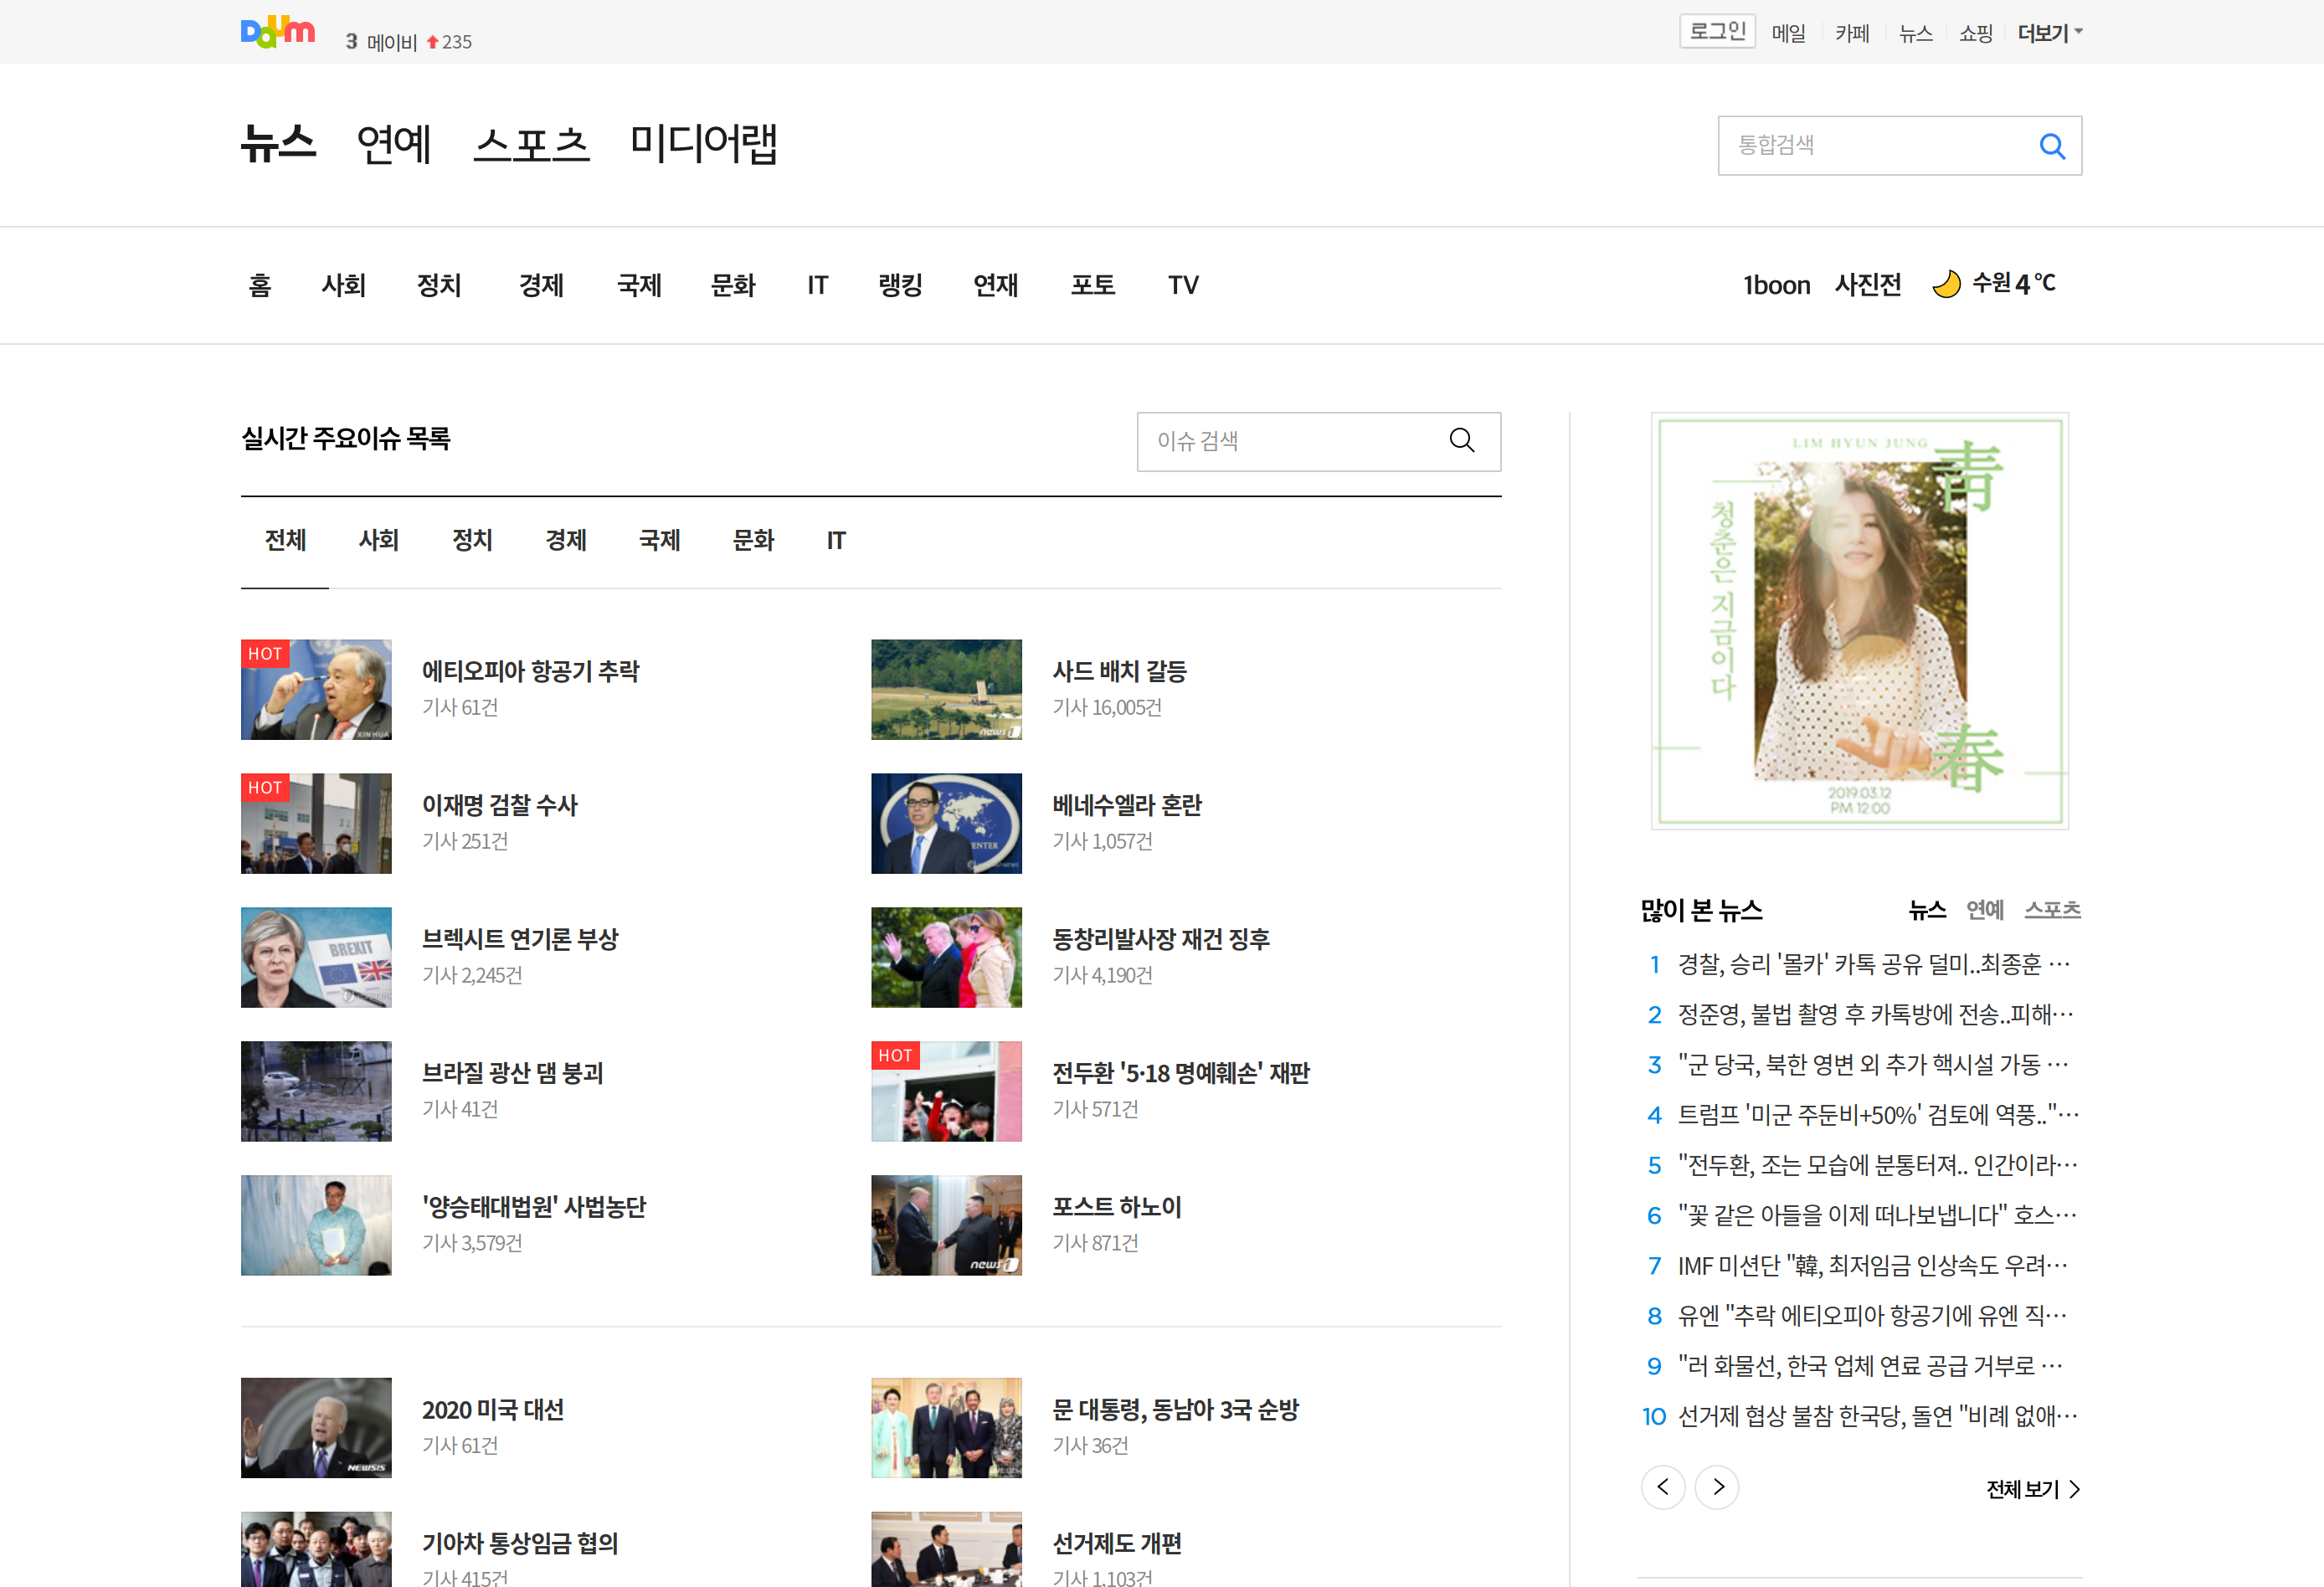 Daum
3 메이비 235
로그인 메일 카페 뉴스 쇼핑 더보기
뉴스 연예 스포츠 미디어랩
통합검색
홈 사회 정치 경제 국제 문화 IT 랭킹 연재 포토 TV
1boon 사진전 수원 4 ℃
실시간 주요이슈 목록
이슈 검색
전체 사회 정치 경제 국제 문화 IT
HOT
XINHUA
에티오피아 항공기 추락
기사 61건
news1
사드 배치 갈등
기사 16,005건
HOT
이재명 검찰 수사
기사 251건
CENTER
베네수엘라 혼란
기사 1,057건
BREXIT
브렉시트 연기론 부상
기사 2,245건
동창리발사장 재건 징후
기사 4,190건
브라질 광산 댐 붕괴
기사 41건
HOT
전두환 '5·18 명예훼손' 재판
기사 571건
'양승태대법원' 사법농단
기사 3,579건
news1
포스트 하노이
기사 871건
NEWSIS
2020 미국 대선
기사 61건
문 대통령, 동남아 3국 순방
기사 36건
기아차 통상임금 협의
기사 415건
선거제도 개편
기사 1,103건
LIM HYUN JUNG
靑春
청춘은 지금이다
2019.03.12
PM 12:00
많이 본 뉴스
뉴스 연예 스포츠
1 경찰, 승리 '몰카' 카톡 공유 덜미..최종훈 …
2 정준영, 불법 촬영 후 카톡방에 전송..피해…
3 "군 당국, 북한 영변 외 추가 핵시설 가동 …
4 트럼프 '미군 주둔비+50%' 검토에 역풍.."…
5 "전두환, 조는 모습에 분통터져.. 인간이라…
6 "꽃 같은 아들을 이제 떠나보냅니다" 호스…
7 IMF 미션단 "韓, 최저임금 인상속도 우려…
8 유엔 "추락 에티오피아 항공기에 유엔 직…
9 "러 화물선, 한국 업체 연료 공급 거부로 …
10 선거제 협상 불참 한국당, 돌연 "비례 없애…
전체 보기